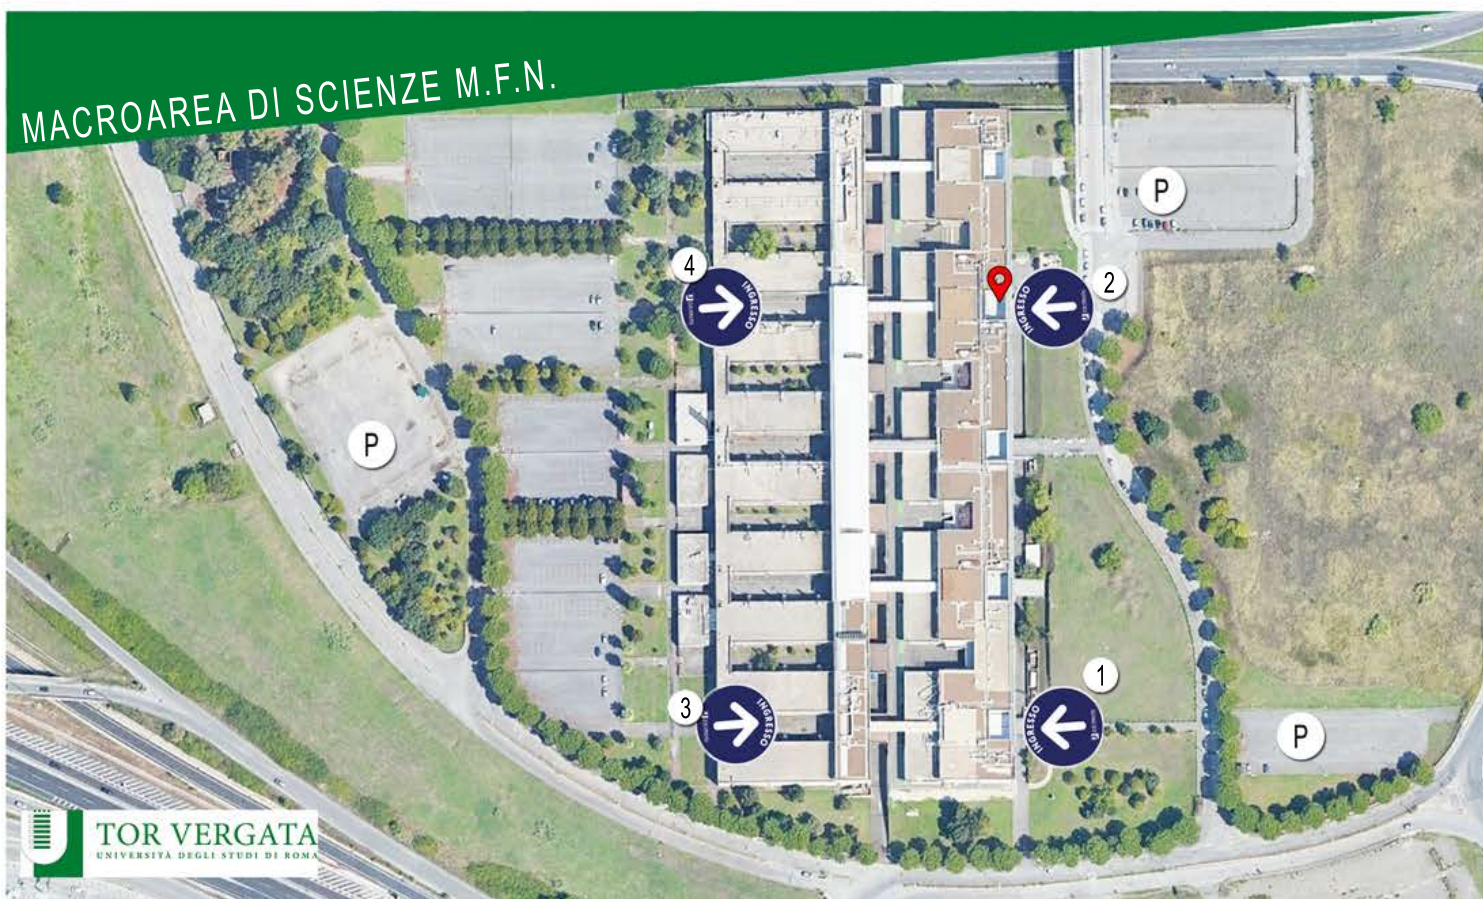 MACROAREA DI SCIENZE M.F.N.
P
4
INGRESSO
2
INGRESSO
P
1
INGRESSO
3
INGRESSO
P
TOR VERGATA
UNIVERSITÀ DEGLI STUDI DI ROMA